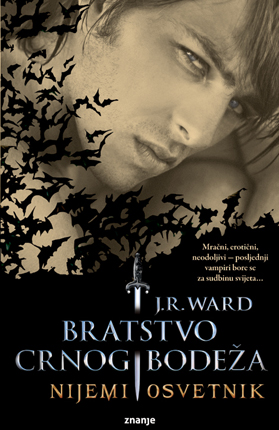 Mračni, erotični,
neodoljivi – posljednji
vampiri bore se
za sudbinu svijeta...
J.R. WARD
BRATSTVO
CRNOG BODEŽA
NIJEMI OSVETNIK
znanje